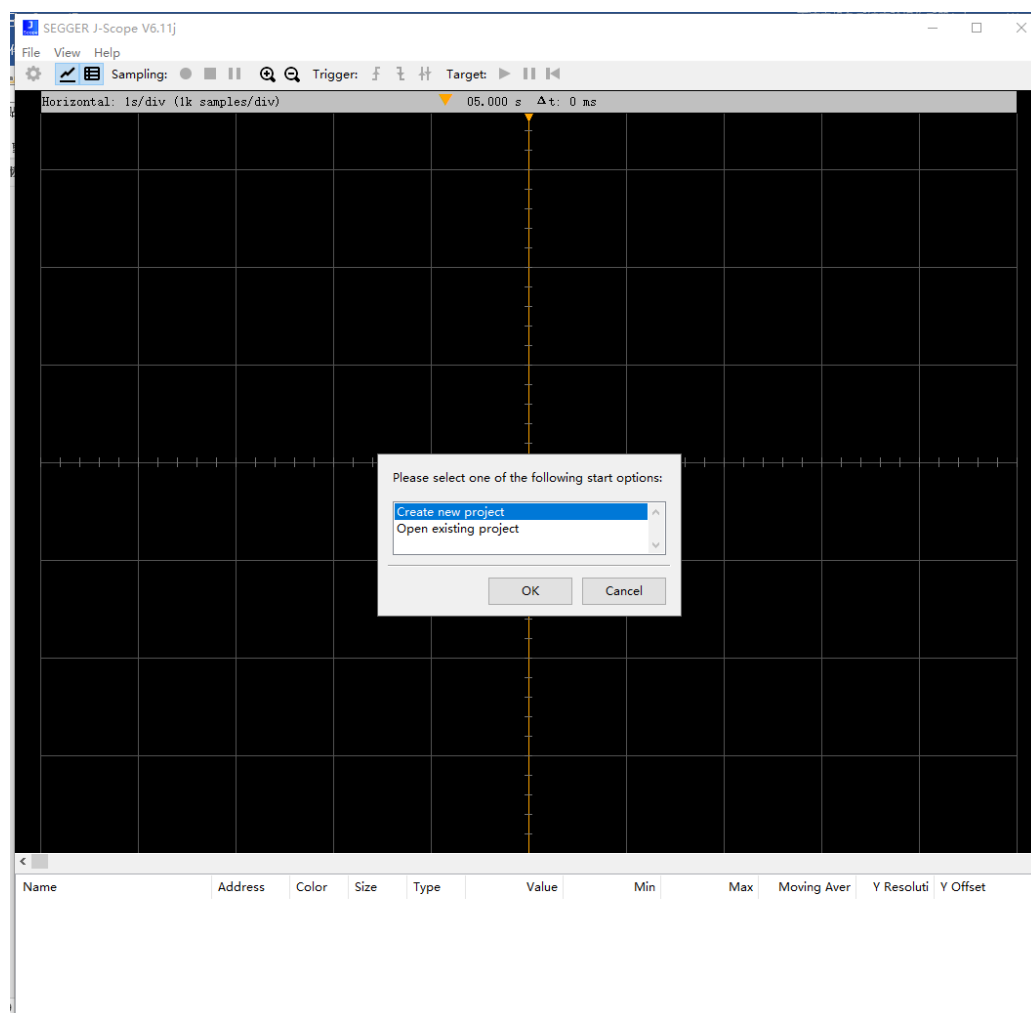 SEGGER J-Scope V6.11j
File View Help
Sampling: Trigger: Target:
Horizontal: 1s/div (1k samples/div) 05.000 s Δt: 0 ms
Please select one of the following start options:
Create new project
Open existing project
OK Cancel
Name Address Color Size Type Value Min Max Moving Aver Y Resoluti Y Offset